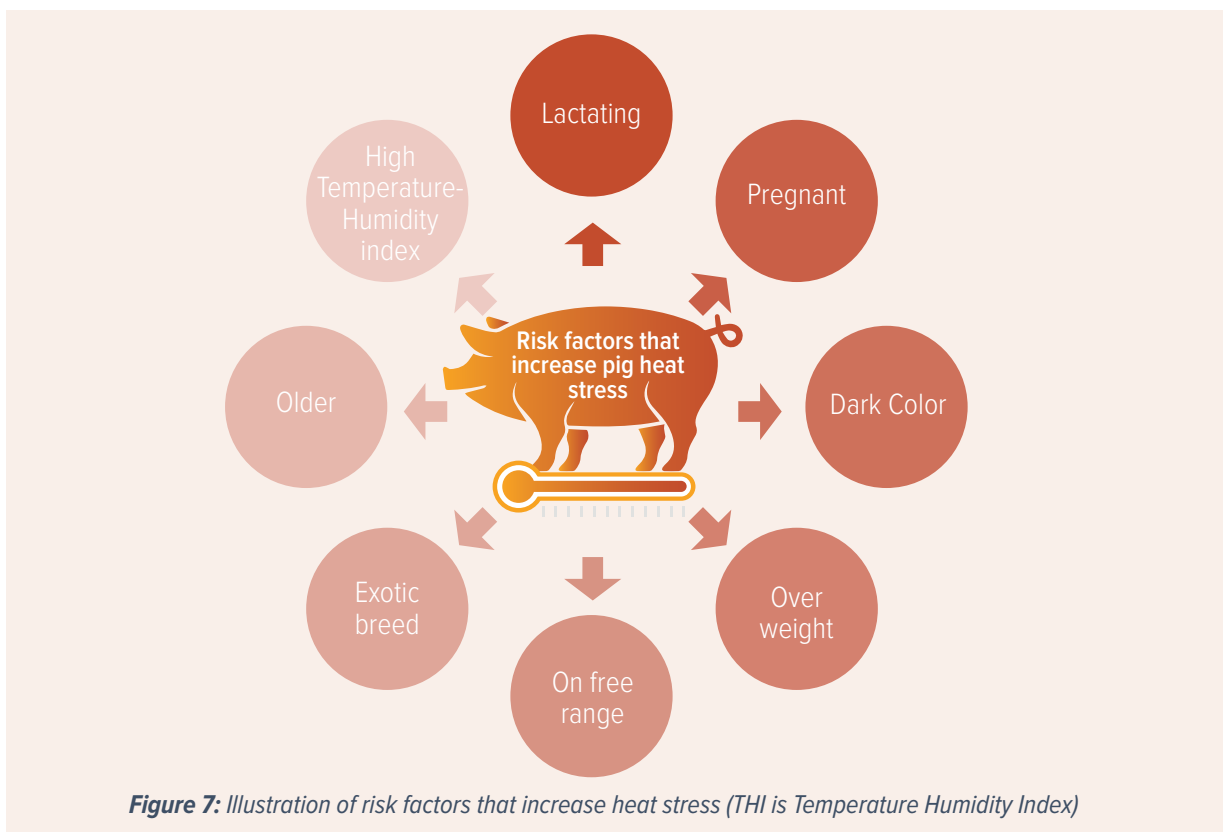 Lactating
Pregnant
Dark Color
Over
weight
On free
range
Exotic
breed
Older
High
Temperature-
Humidity
index
Risk factors that
increase pig heat
stress
Figure 7: Illustration of risk factors that increase heat stress (THI is Temperature Humidity Index)